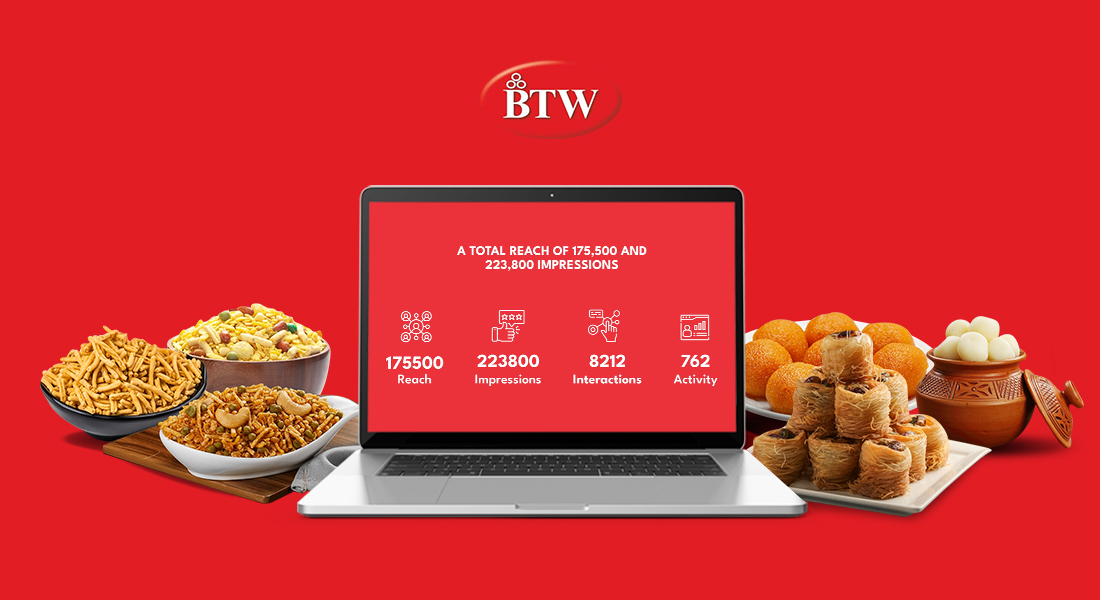 BTW
A TOTAL REACH OF 175,500 AND
223,800 IMPRESSIONS
175500 223800 8212 762
Reach Impressions Interactions Activity